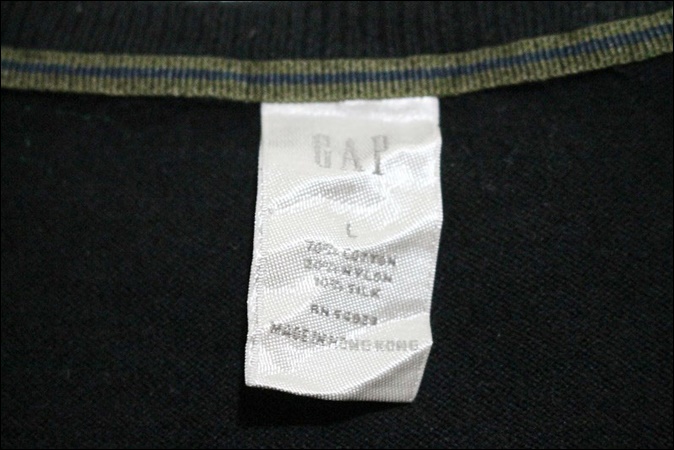 GAP
L
70% COTTON
20% NYLON
10% SILK
RN 54023
MADE IN HONG KONG